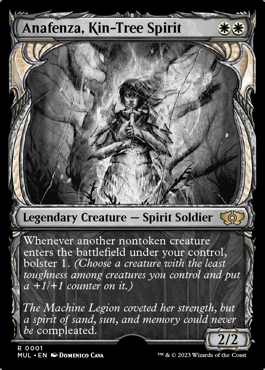 Anafenza, Kin-Tree Spirit
Legendary Creature — Spirit Soldier
Whenever another nontoken creature
enters the battlefield under your control,
bolster 1. (Choose a creature with the least
toughness among creatures you control and put
a +1/+1 counter on it.)
The Machine Legion coveted her strength, but
a spirit of sand, sun, and memory could never
be compleated.
2/2
R 0001
MUL • EN Domenico Cava
™ & © 2023 Wizards of the Coast